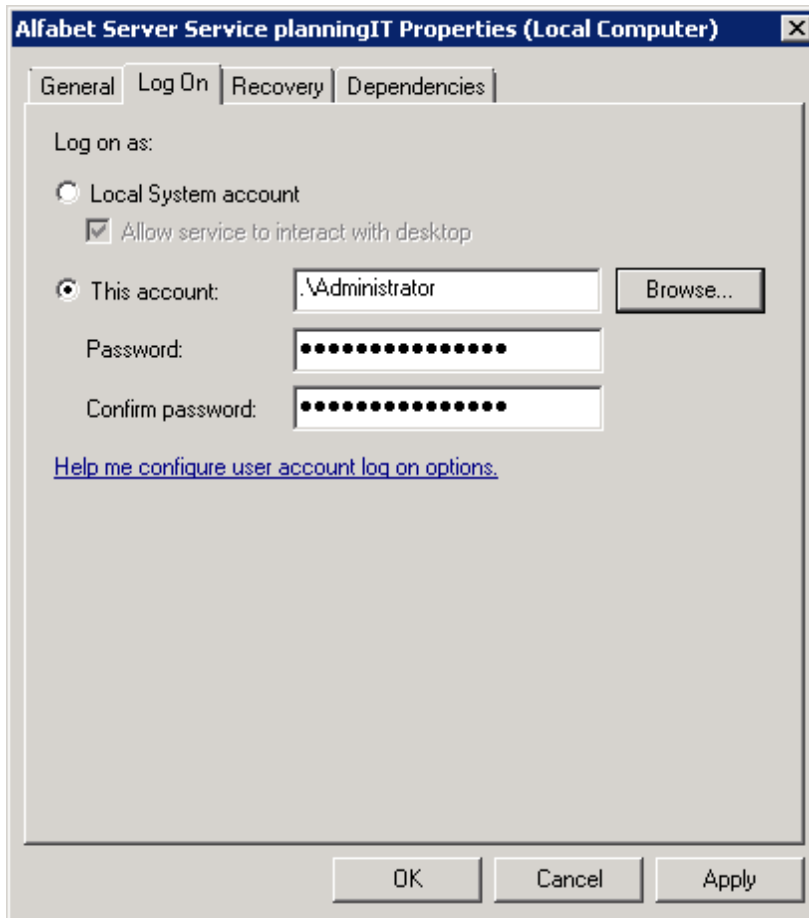 Alfabet Server Service planningIT Properties (Local Computer)
General Log On Recovery Dependencies
Log on as:
Local System account
Allow service to interact with desktop
This account: .\Administrator Browse...
Password: •••••••••••••••
Confirm password: •••••••••••••••
Help me configure user account log on options.
OK Cancel Apply